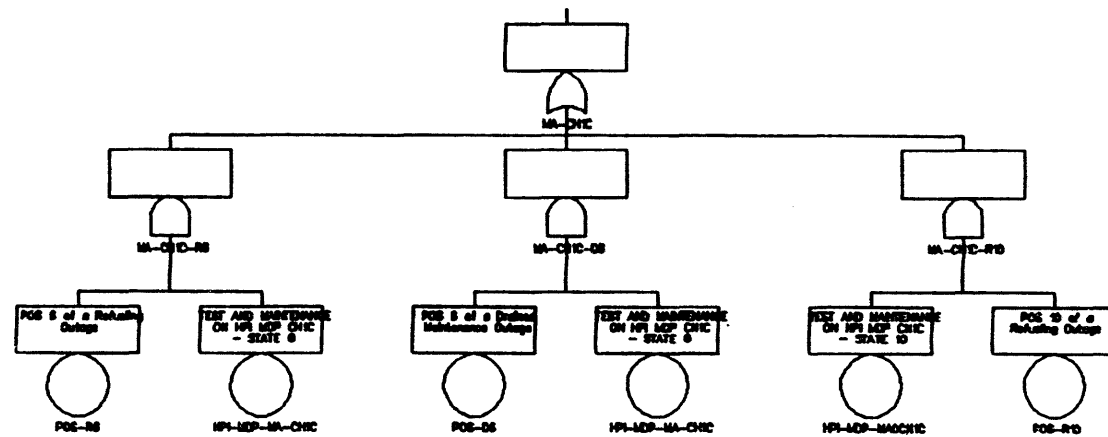 MA-CH1C
MA-CH1C-R6
MA-CH1C-D6
MA-CH1C-R10
POS 6 of a Refueling
Outage
TEST AND MAINTENANCE
ON HPI MDP CH1C
- STATE 6
POS 6 of a Drained
Maintenance Outage
TEST AND MAINTENANCE
ON HPI MDP CH1C
- STATE 6
TEST AND MAINTENANCE
ON HPI MDP CH1C
- STATE 10
POS 10 of a
Refueling Outage
POS-R6
HPI-MDP-MA-CH1C
POS-D6
HPI-MDP-MA-CH1C
HPI-MDP-MA0CH1C
POS-R10